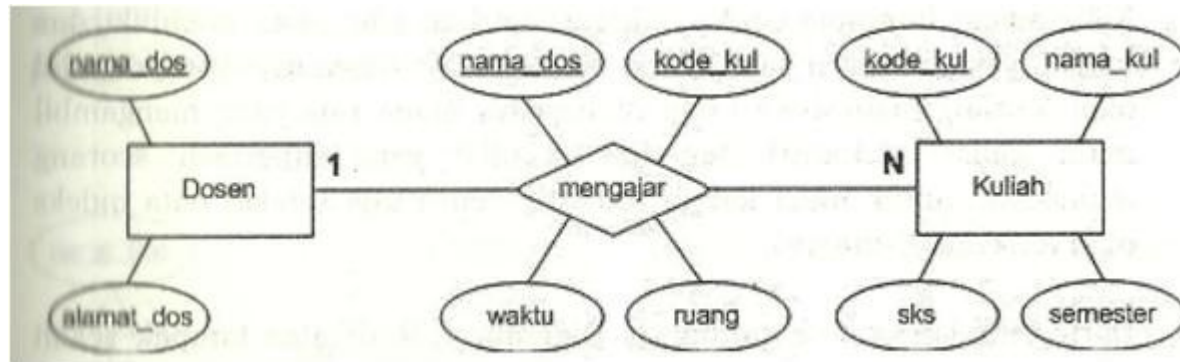 nama_dos nama_dos kode_kul kode_kul nama_kul
Dosen 1 mengajar N Kuliah
alamat_dos waktu ruang sks semester